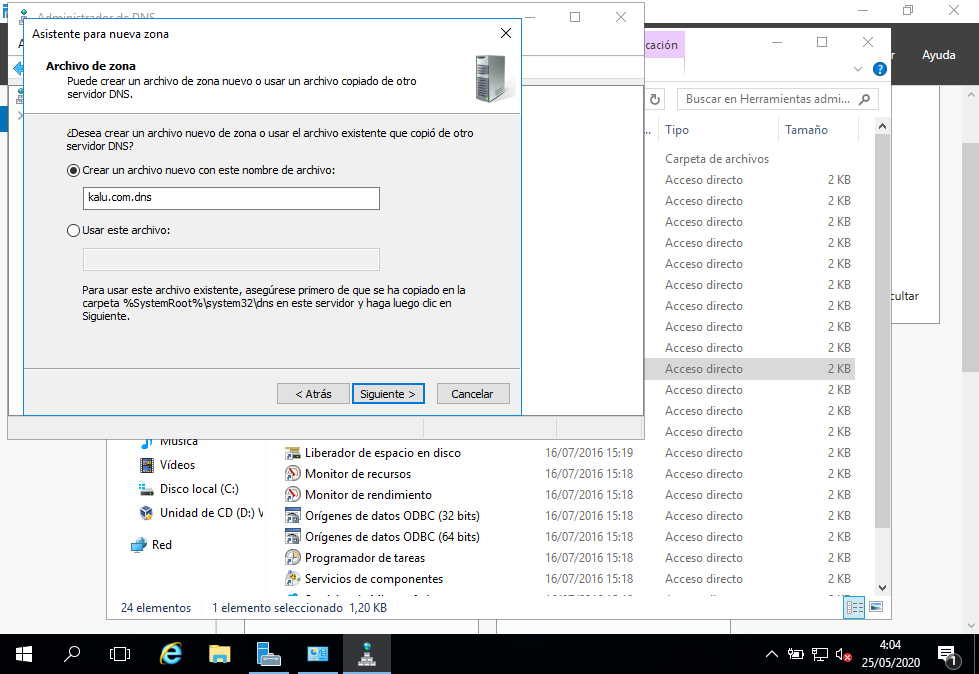 Administrador de DNS
Asistente para nueva zona
Archivo de zona
Puede crear un archivo de zona nuevo o usar un archivo copiado de otro
servidor DNS.
¿Desea crear un archivo nuevo de zona o usar el archivo existente que copió de otro
servidor DNS?
Crear un archivo nuevo con este nombre de archivo:
kalu.com.dns
Usar este archivo:
Para usar este archivo existente, asegúrese primero de que se ha copiado en la
carpeta %SystemRoot%\system32\dns en este servidor y haga luego clic en
Siguiente.
< Atrás
Siguiente >
Cancelar
cación
r
Ayuda
Buscar en Herramientas admi...
... Tipo Tamaño
Carpeta de archivos
Acceso directo 2 KB
Acceso directo 2 KB
Acceso directo 2 KB
Acceso directo 2 KB
Acceso directo 2 KB
Acceso directo 2 KB
Acceso directo 2 KB
Acceso directo 2 KB
Acceso directo 2 KB
Acceso directo 2 KB
Acceso directo 2 KB
Acceso directo 2 KB
Acceso directo 2 KB
cultar
Música
Vídeos
Disco local (C:)
Unidad de CD (D:) V
Red
Liberador de espacio en disco 16/07/2016 15:19 Acceso directo 2 KB
Monitor de recursos 16/07/2016 15:18 Acceso directo 2 KB
Monitor de rendimiento 16/07/2016 15:18 Acceso directo 2 KB
Orígenes de datos ODBC (32 bits) 16/07/2016 15:18 Acceso directo 2 KB
Orígenes de datos ODBC (64 bits) 16/07/2016 15:18 Acceso directo 2 KB
Programador de tareas 16/07/2016 15:18 Acceso directo 2 KB
Servicios de componentes 16/07/2016 15:18 Acceso directo 2 KB
24 elementos 1 elemento seleccionado 1,20 KB
4:04
25/05/2020
1